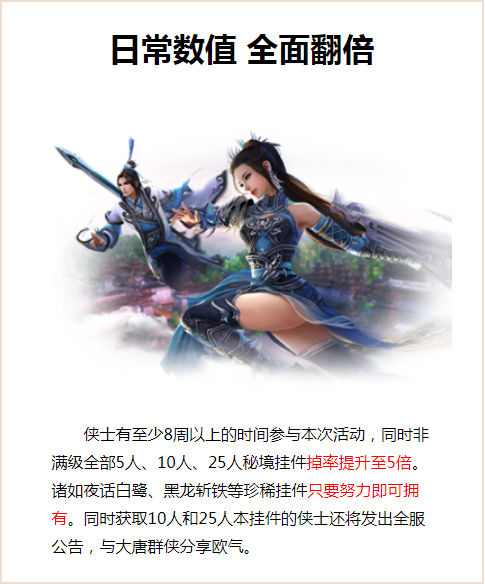 日常数值 全面翻倍
侠士有至少8周以上的时间参与本次活动，同时非
满级全部5人、10人、25人秘境挂件掉率提升至5倍。
诸如夜话白鹭、黑龙斩铁等珍稀挂件只要努力即可拥
有。同时获取10人和25人本挂件的侠士还将发出全服
公告，与大唐群侠分享欧气。